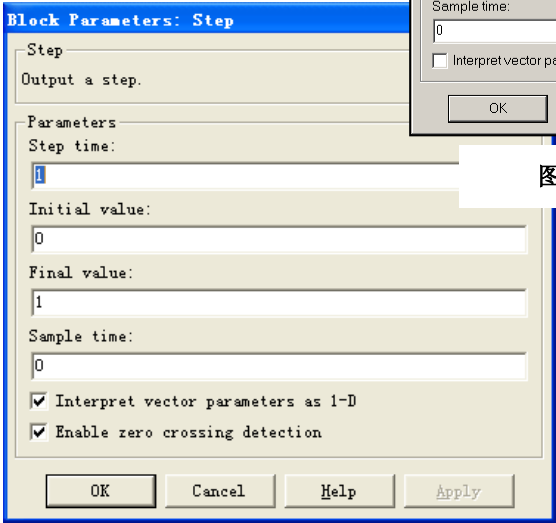 Block Parameters: Step
Step
Output a step.
Parameters
Step time:
1
Initial value:
0
Final value:
1
Sample time:
0
Interpret vector parameters as 1-D
Enable zero crossing detection
OK
Cancel
Help
Apply
Sample time:
0
Interpret vector pa
OK
图